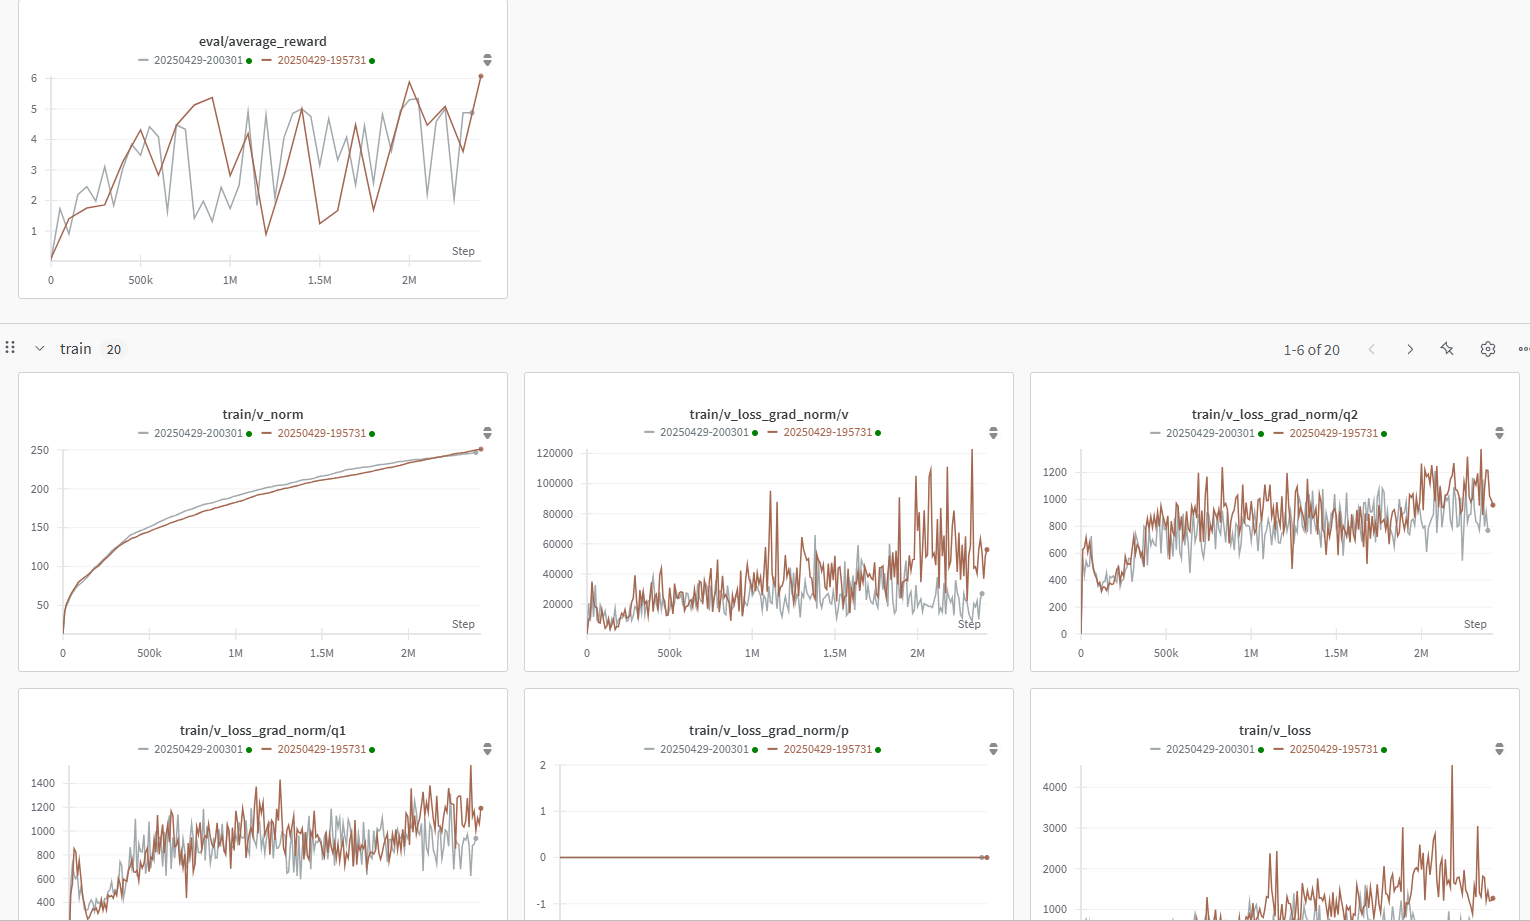 eval/average_reward
20250429-200301 20250429-195731
6
5
4
3
2
1
Step
0 500k 1M 1.5M 2M
train 20
1-6 of 20
train/v_norm
20250429-200301 20250429-195731
250
200
150
100
50
Step
0 500k 1M 1.5M 2M
train/v_loss_grad_norm/v
20250429-200301 20250429-195731
120000
100000
80000
60000
40000
20000
Step
0 500k 1M 1.5M 2M
train/v_loss_grad_norm/q2
20250429-200301 20250429-195731
1200
1000
800
600
400
200
0
Step
0 500k 1M 1.5M 2M
train/v_loss_grad_norm/q1
20250429-200301 20250429-195731
1400
1200
1000
800
600
400
train/v_loss_grad_norm/p
20250429-200301 20250429-195731
2
1
0
-1
train/v_loss
20250429-200301 20250429-195731
4000
3000
2000
1000